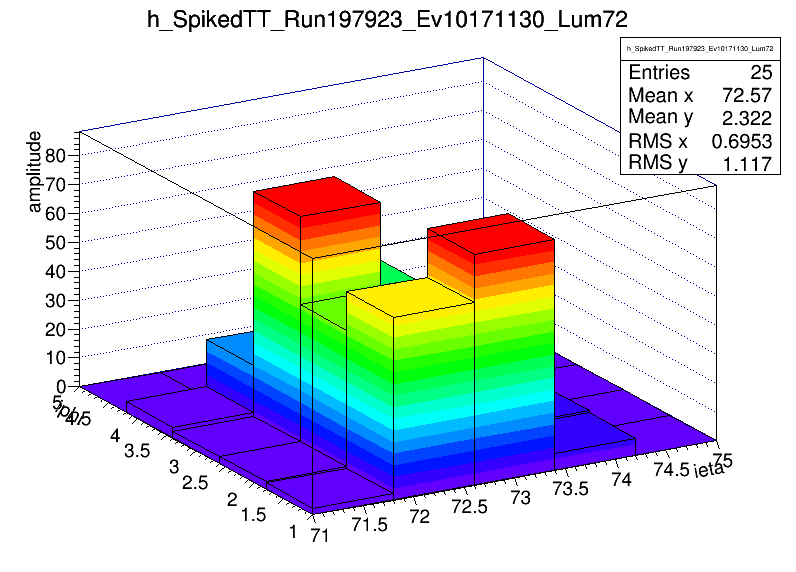 h_SpikedTT_Run197923_Ev10171130_Lum72
h_SpikedTT_Run197923_Ev10171130_Lum72
Entries 25
Mean x 72.57
Mean y 2.322
RMS x 0.6953
RMS y 1.117
amplitude
80
70
60
50
40
30
20
10
0
5
4.5
4
3.5
3
2.5
2
1.5
1
iphi
71
71.5
72
72.5
73
73.5
74
74.5
75
ieta